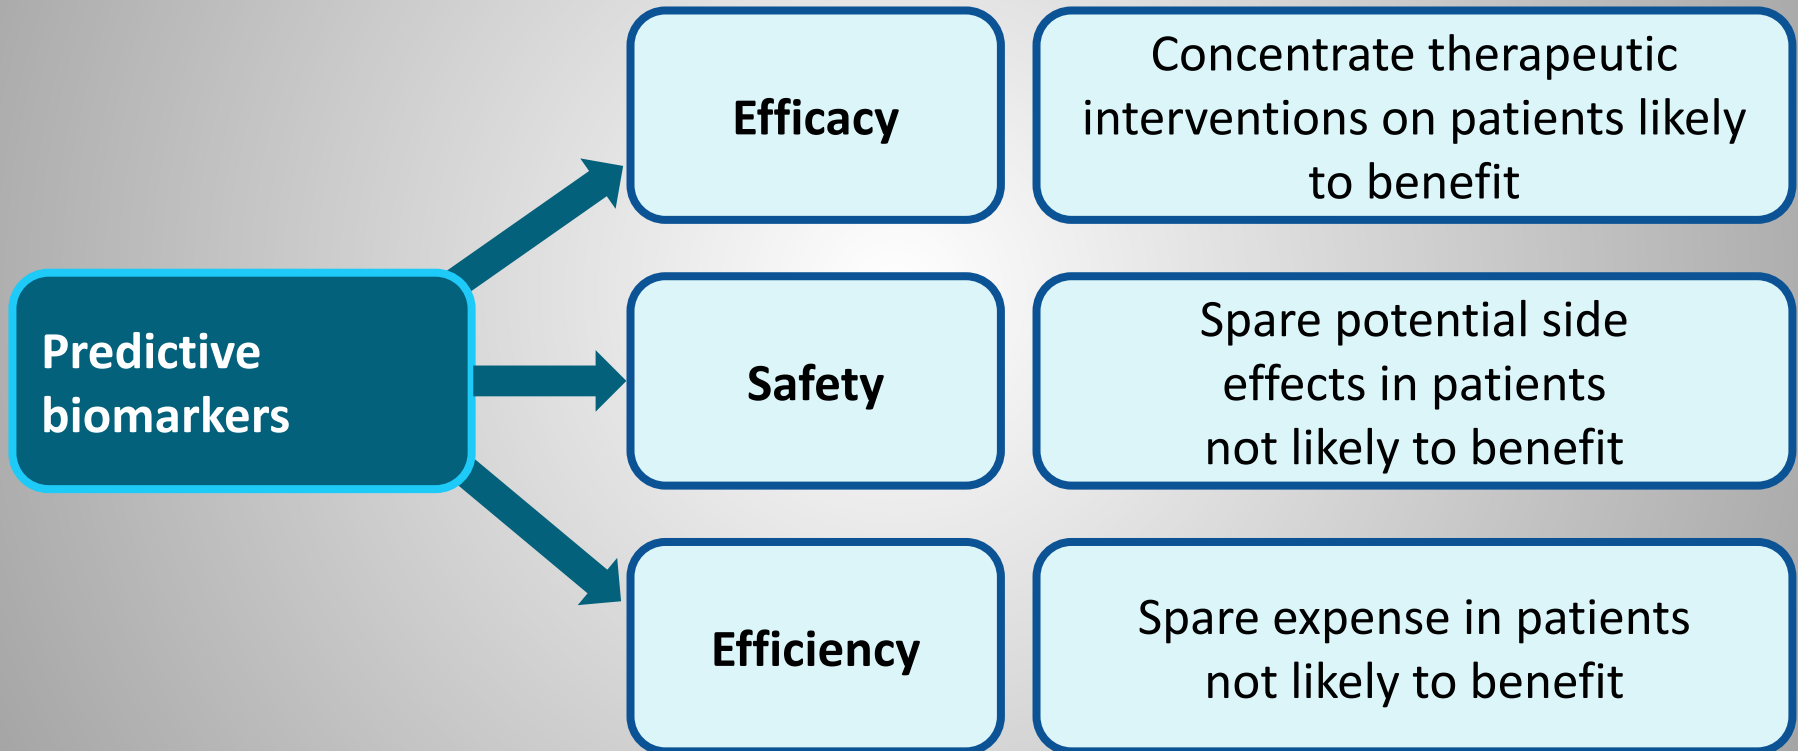 Efficacy
Concentrate therapeutic
interventions on patients likely
to benefit
Predictive
biomarkers
Safety
Spare potential side
effects in patients
not likely to benefit
Efficiency
Spare expense in patients
not likely to benefit